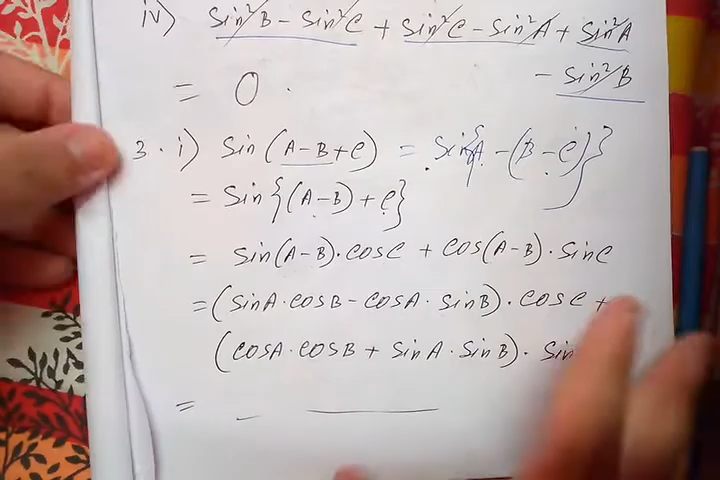 iv) Sin²B - Sin²C + Sin²C - Sin²A + Sin²A
- Sin²B
= 0.
3. i) Sin (A-B+C) = Sin{A - (B-C)}
= Sin{(A-B)+C}
= Sin(A-B)·CosC + Cos(A-B)·SinC
= (SinA·CosB - CosA·SinB)·CosC +
(CosA·CosB + SinA·SinB)· Sin
=